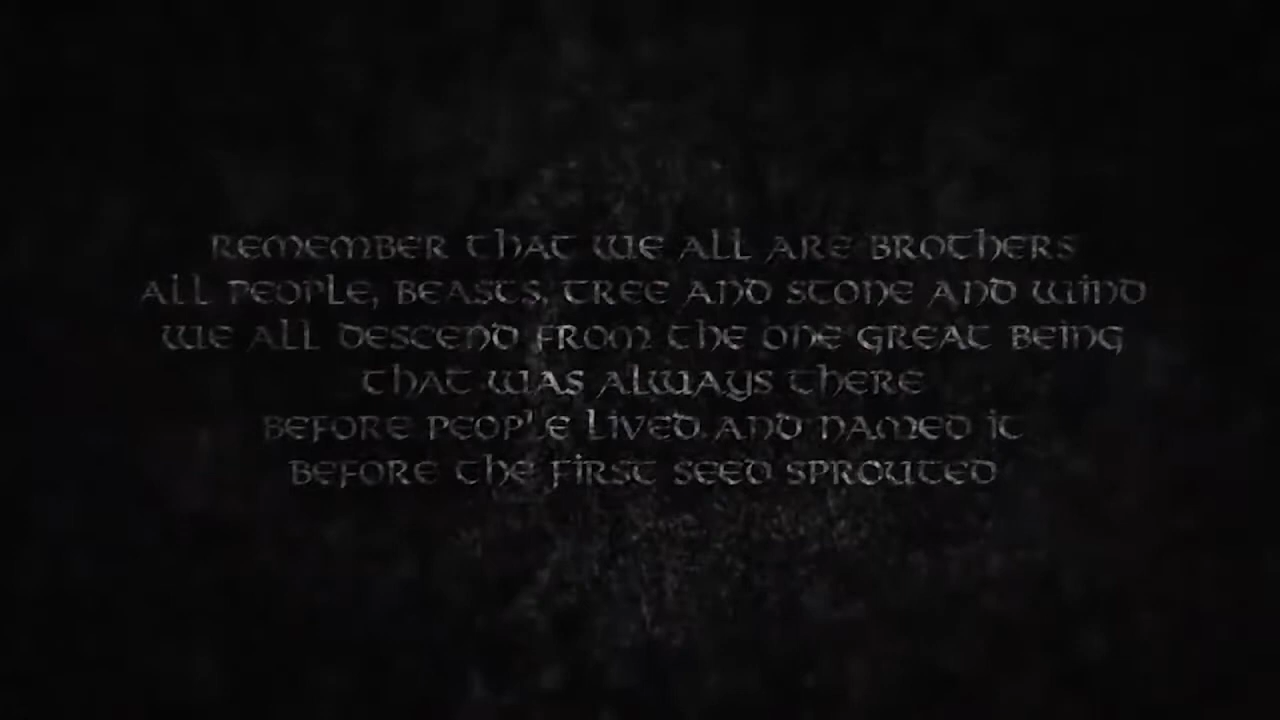 REMEMBER THAT WE ALL ARE BROTHERS
ALL PEOPLE, BEASTS, TREE AND STONE AND WIND
WE ALL DESCEND FROM THE ONE GREAT BEING
THAT WAS ALWAYS THERE
BEFORE PEOPLE LIVED AND NAMED IT
BEFORE THE FIRST SEED SPROUTED